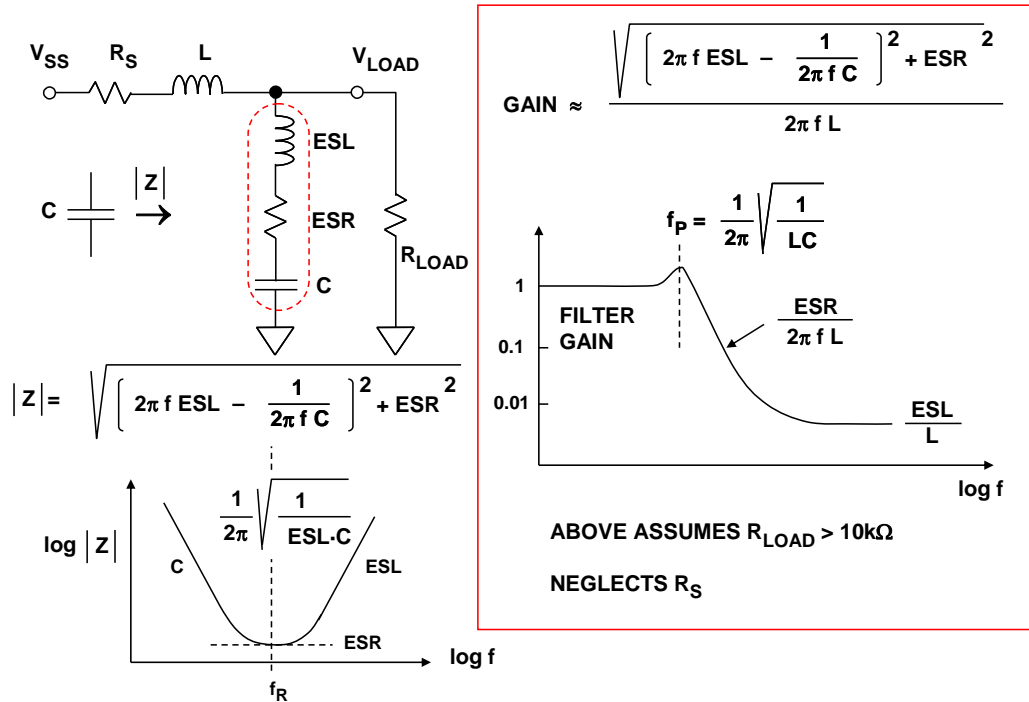 V_SS R_S L V_LOAD
ESL
C |Z|
ESR
R_LOAD
C
|Z| = √( ( 2π f ESL − 1 / (2π f C) )² + ESR² )
log |Z|
1/2π √( 1 / ESL·C )
C
ESL
ESR
log f
f_R
GAIN ≈ √( ( 2π f ESL − 1 / (2π f C) )² + ESR² ) / 2π f L
f_P = 1/2π √( 1 / LC )
1
FILTER
GAIN
ESR / 2π f L
0.1
0.01
ESL / L
log f
ABOVE ASSUMES R_LOAD > 10kΩ
NEGLECTS R_S